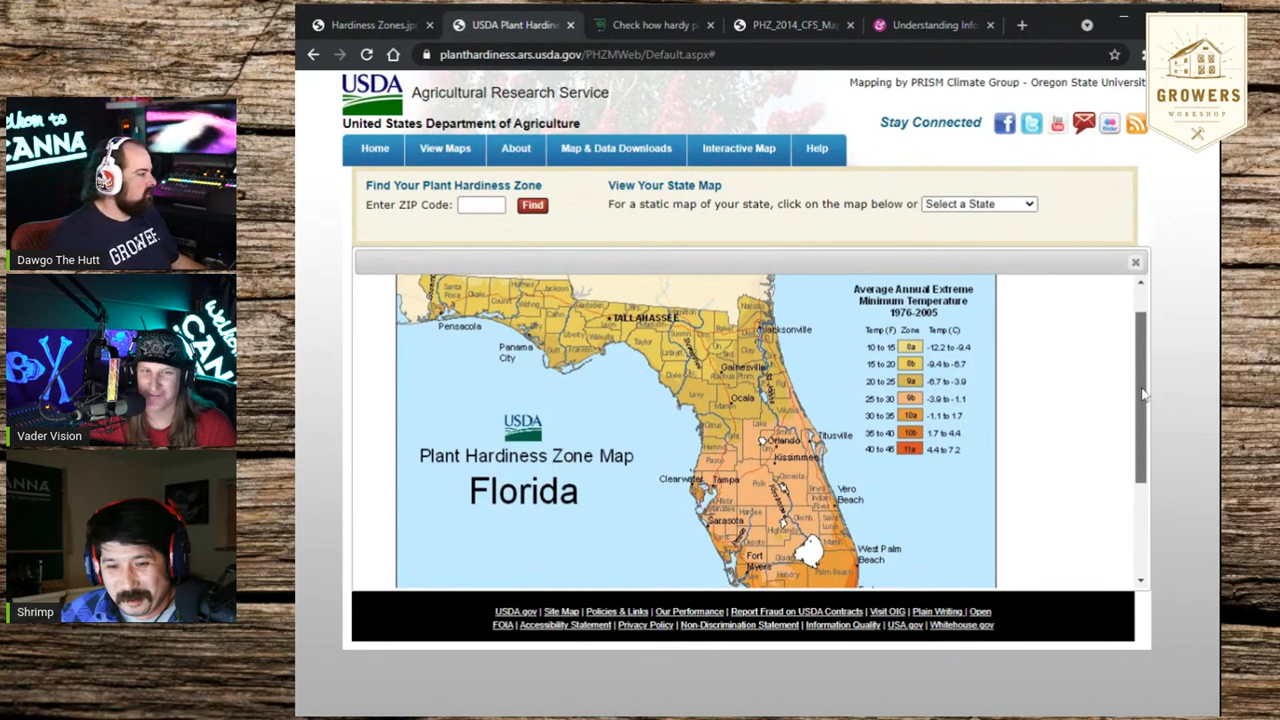 Hardiness Zones.jp
USDA Plant Hardin
Check how hardy p
PHZ_2014_CFS_Ma
Understanding Inf
planthardiness.ars.usda.gov/PHZMWeb/Default.aspx#
GROWERS
WORKSHOP
USDA
Agricultural Research Service
United States Department of Agriculture
Mapping by PRISM Climate Group - Oregon State Universit
Stay Connected
Home
View Maps
About
Map & Data Downloads
Interactive Map
Help
Find Your Plant Hardiness Zone
Enter ZIP Code:
Find
View Your State Map
For a static map of your state, click on the map below or
Select a State
Average Annual Extreme
Minimum Temperature
1976-2005
Temp (F) Zone Temp (C)
10 to 15 8a -12.2 to -9.4
15 to 20 8b -9.4 to -6.7
20 to 25 9a -6.7 to -3.9
25 to 30 9b -3.9 to -1.1
30 to 35 10a -1.1 to 1.7
35 to 40 10b 1.7 to 4.4
40 to 45 11a 4.4 to 7.2
TALLAHASSEE
Pensacola
Panama
City
Jacksonville
Gainesville
Ocala
Orlando
Titusville
Kissimmee
Clearwater
Tampa
Vero
Beach
Sarasota
Fort
Myers
West Palm
Beach
USDA
Plant Hardiness Zone Map
Florida
USDA.gov | Site Map | Policies & Links | Our Performance | Report Fraud on USDA Contracts | Visit OIG | Plain Writing | Open
FOIA | Accessibility Statement | Privacy Policy | Non-Discrimination Statement | Information Quality | USA.gov | Whitehouse.gov
CANNA
GROWER
Dawgo The Hutt
Vader Vision
Shrimp